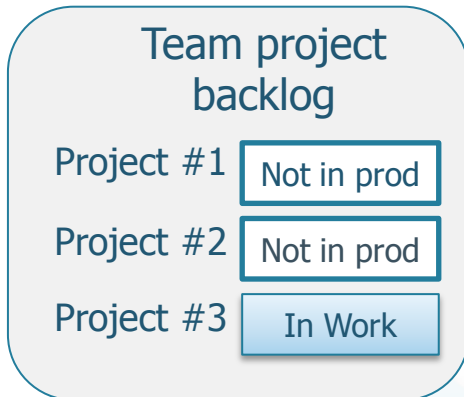 Team project
backlog
Project #1 Not in prod
Project #2 Not in prod
Project #3 In Work